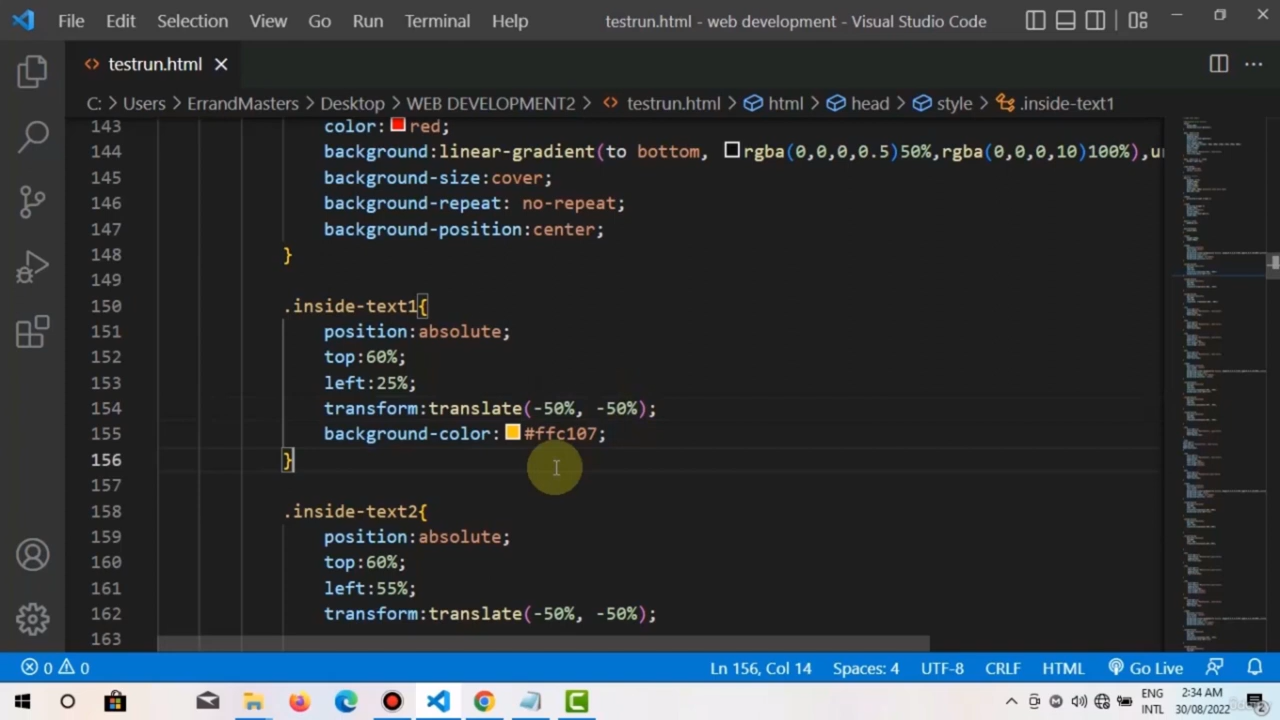 File Edit Selection View Go Run Terminal Help testrun.html - web development - Visual Studio Code
testrun.html
C: > Users > ErrandMasters > Desktop > WEB DEVELOPMENT2 > testrun.html > html > head > style > .inside-text1
143 color: red;
144 background:linear-gradient(to bottom, rgba(0,0,0,0.5)50%,rgba(0,0,0,10)100%),u
145 background-size:cover;
146 background-repeat: no-repeat;
147 background-position:center;
148 }
149
150 .inside-text1{
151 position:absolute;
152 top:60%;
153 left:25%;
154 transform:translate(-50%, -50%);
155 background-color: #ffc107;
156 }
157
158 .inside-text2{
159 position:absolute;
160 top:60%;
161 left:55%;
162 transform:translate(-50%, -50%);
163
0 0 Ln 156, Col 14 Spaces: 4 UTF-8 CRLF HTML Go Live
ENG 2:34 AM
INTL 30/08/2022 2